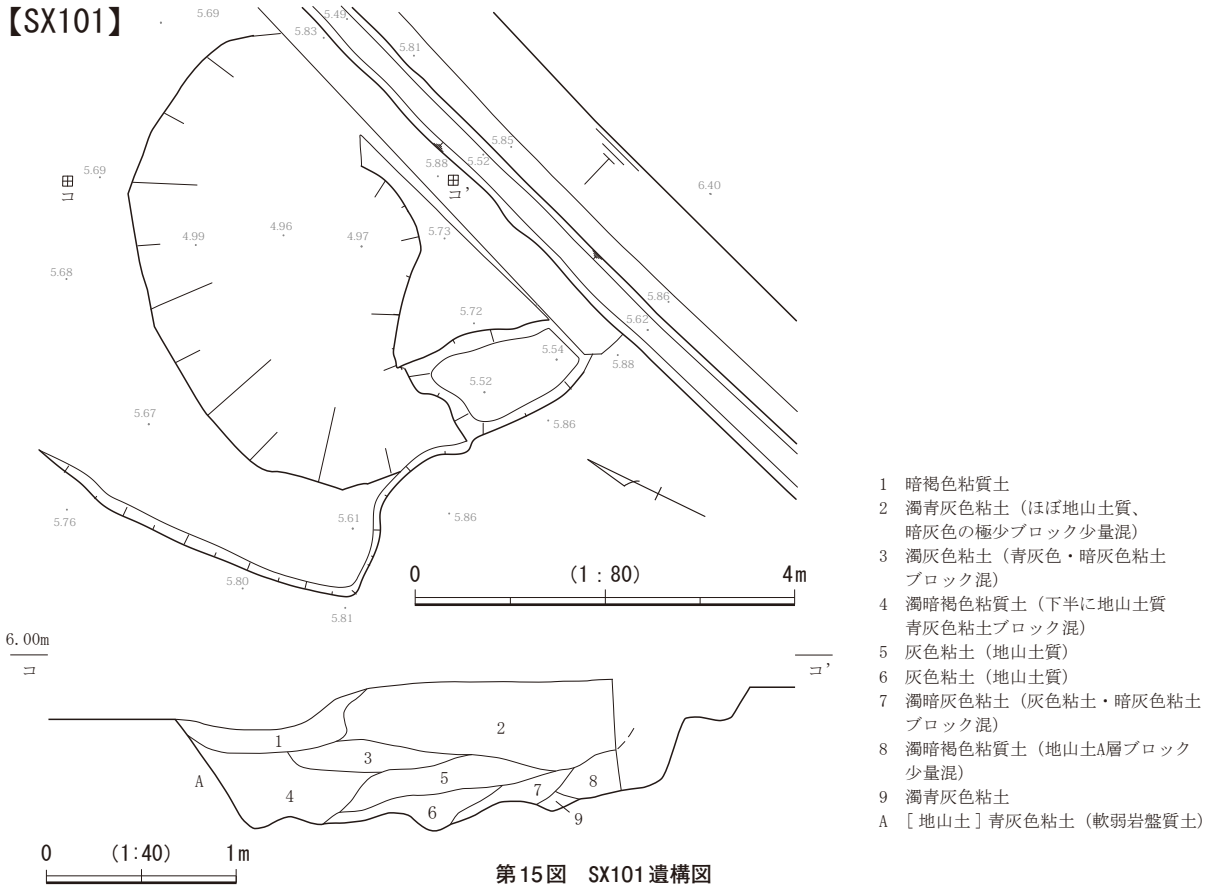 【SX101】
5.69
5.49
5.83
5.81
5.85
5.88
5.52
田
コ
5.69
田
コ’
6.40
4.99
4.96
4.97
5.73
5.68
5.86
5.72
5.62
5.54
5.88
5.52
5.67
5.86
5.76
5.61
5.86
5.80
5.81
0 (1:80) 4m
6.00m
コ
コ’
1
2
3
A
5
4
7
8
6
9
0 (1:40) 1m
1 暗褐色粘質土
2 濁青灰色粘土（ほぼ地山土質、
暗灰色の極少ブロック少量混）
3 濁灰色粘土（青灰色・暗灰色粘土
ブロック混）
4 濁暗褐色粘質土（下半に地山土質
青灰色粘土ブロック混）
5 灰色粘土（地山土質）
6 灰色粘土（地山土質）
7 濁暗灰色粘土（灰色粘土・暗灰色粘土
ブロック混）
8 濁暗褐色粘質土（地山土A層ブロック
少量混）
9 濁青灰色粘土
A ［地山土］青灰色粘土（軟弱岩盤質土）
第15図 SX101遺構図